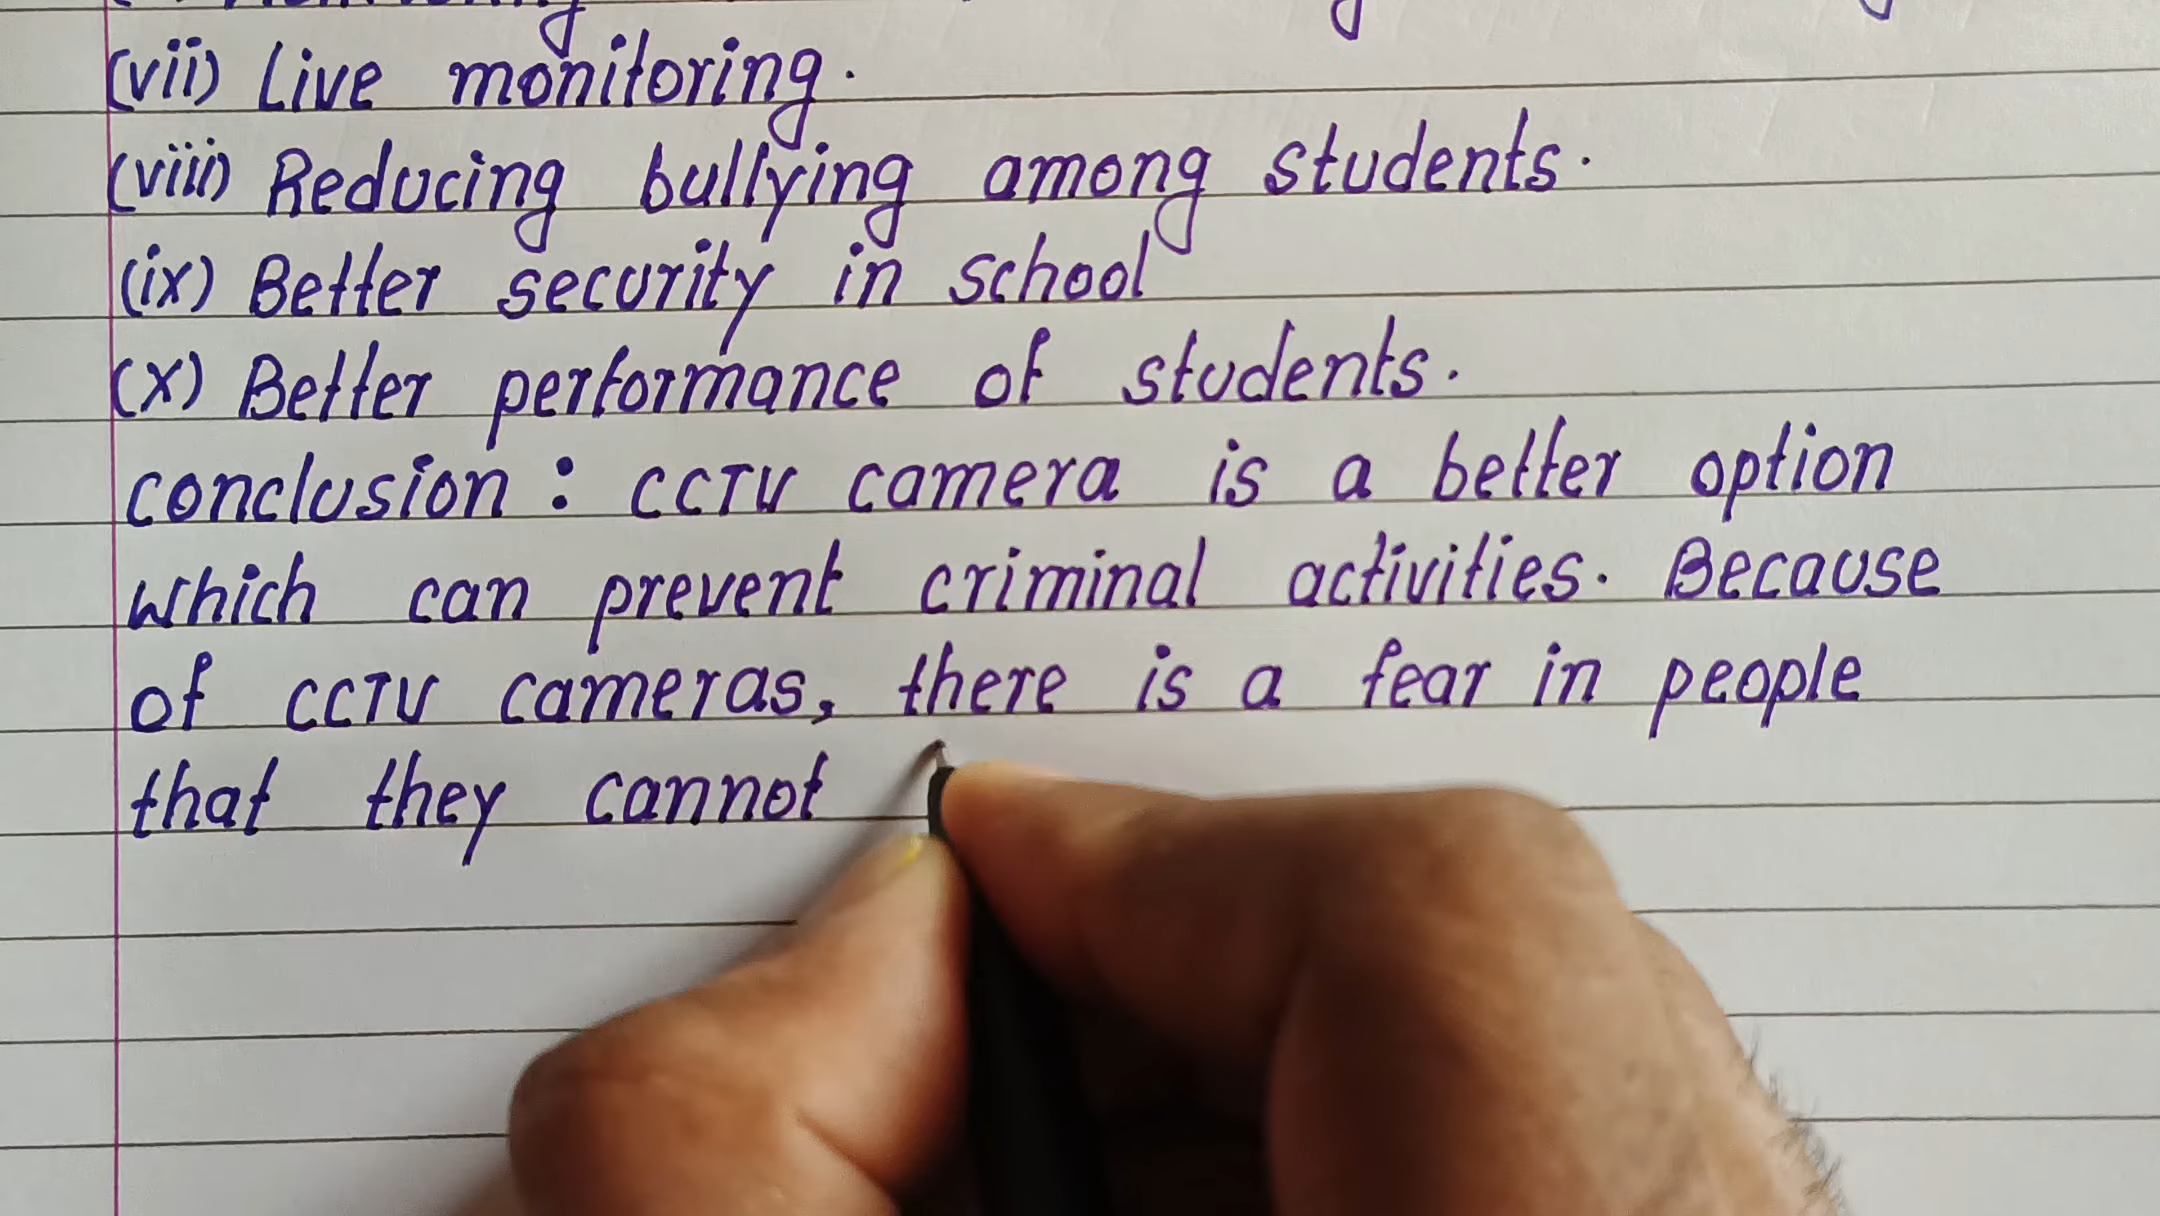 (vii) Live monitoring.
(viii) Reducing bullying among students.
(ix) Better security in school
(x) Better performance of students.
conclusion : CCTV camera is a better option
which can prevent criminal activities. Because
of CCTV cameras, there is a fear in people
that they cannot